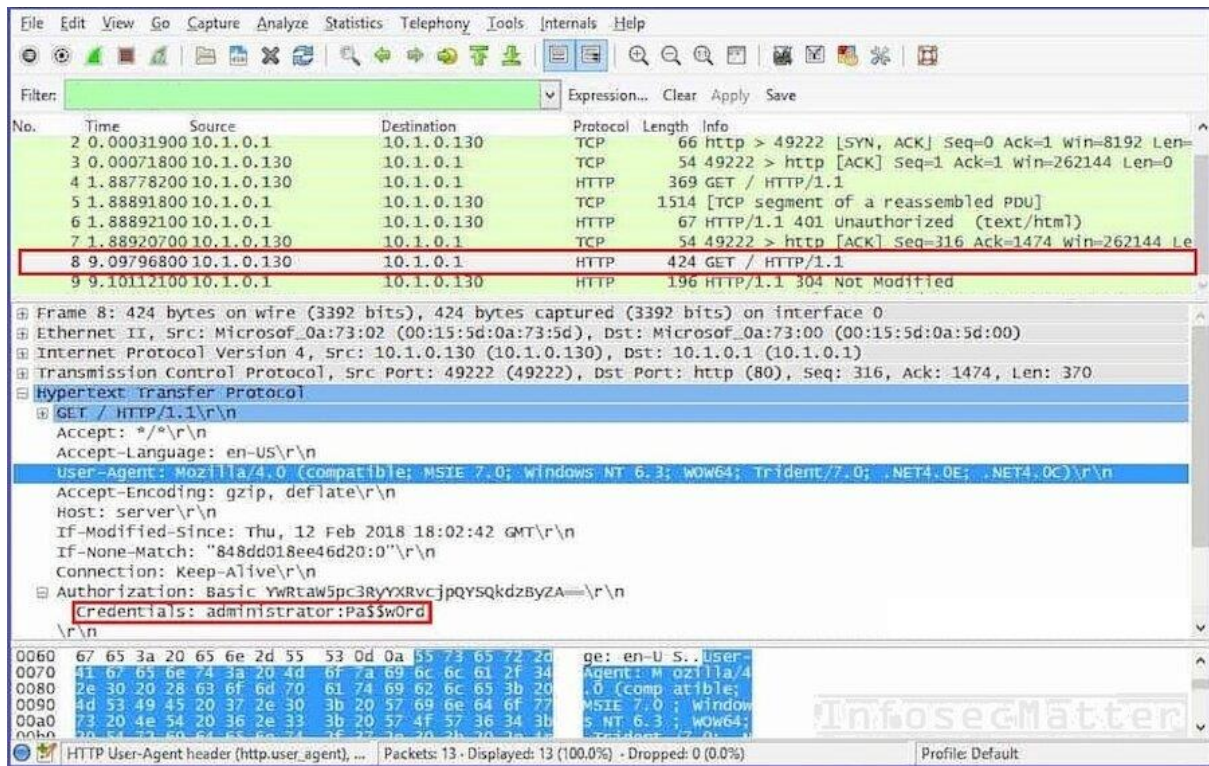 File Edit View Go Capture Analyze Statistics Telephony Tools Internals Help
Filter: Expression... Clear Apply Save
No. Time Source Destination Protocol Length Info
2 0.00031900 10.1.0.1 10.1.0.130 TCP 66 http > 49222 [SYN, ACK] Seq=0 Ack=1 Win=8192 Len=
3 0.00071800 10.1.0.130 10.1.0.1 TCP 54 49222 > http [ACK] Seq=1 Ack=1 Win=262144 Len=0
4 1.88778200 10.1.0.130 10.1.0.1 HTTP 369 GET / HTTP/1.1
5 1.88891800 10.1.0.1 10.1.0.130 TCP 1514 [TCP segment of a reassembled PDU]
6 1.88892100 10.1.0.1 10.1.0.130 HTTP 67 HTTP/1.1 401 Unauthorized (text/html)
7 1.88920700 10.1.0.130 10.1.0.1 TCP 54 49222 > http [ACK] Seq=316 Ack=1474 Win=262144 Le
8 9.09796800 10.1.0.130 10.1.0.1 HTTP 424 GET / HTTP/1.1
9 9.10112100 10.1.0.1 10.1.0.130 HTTP 196 HTTP/1.1 304 Not Modified
Frame 8: 424 bytes on wire (3392 bits), 424 bytes captured (3392 bits) on interface 0
Ethernet II, Src: Microsof_0a:73:02 (00:15:5d:0a:73:5d), Dst: Microsof_0a:73:00 (00:15:5d:0a:5d:00)
Internet Protocol Version 4, Src: 10.1.0.130 (10.1.0.130), Dst: 10.1.0.1 (10.1.0.1)
Transmission Control Protocol, Src Port: 49222 (49222), Dst Port: http (80), Seq: 316, Ack: 1474, Len: 370
Hypertext Transfer Protocol
GET / HTTP/1.1\r\n
Accept: */*\r\n
Accept-Language: en-US\r\n
User-Agent: Mozilla/4.0 (compatible; MSIE 7.0; Windows NT 6.3; WOW64; Trident/7.0; .NET4.0E; .NET4.0C)\r\n
Accept-Encoding: gzip, deflate\r\n
Host: server\r\n
If-Modified-Since: Thu, 12 Feb 2018 18:02:42 GMT\r\n
If-None-Match: "848dd018ee46d20:0"\r\n
Connection: Keep-Alive\r\n
Authorization: Basic YWRtaW5pc3RyYXRvcjpQYSQkdzByZA==\r\n
Credentials: administrator:Pa$$w0rd
\r\n
0060 67 65 3a 20 65 6e 2d 55 53 0d 0a 55 73 65 72 2d ge: en-U S..User-
0070 41 67 65 6e 74 3a 20 4d 6f 7a 69 6c 6c 61 2f 34 Agent: M ozilla/4
0080 2e 30 20 28 63 6f 6d 70 61 74 69 62 6c 65 3b 20 .0 (comp atible;
0090 4d 53 49 45 20 37 2e 30 3b 20 57 69 6e 64 6f 77 MSIE 7.0 ; Window
00a0 73 20 4e 54 20 36 2e 33 3b 20 57 4f 57 36 34 3b s NT 6.3 ; WOW64;
InfosecMatter
HTTP User-Agent header (http.user_agent), ... Packets: 13 · Displayed: 13 (100.0%) · Dropped: 0 (0.0%) Profile: Default